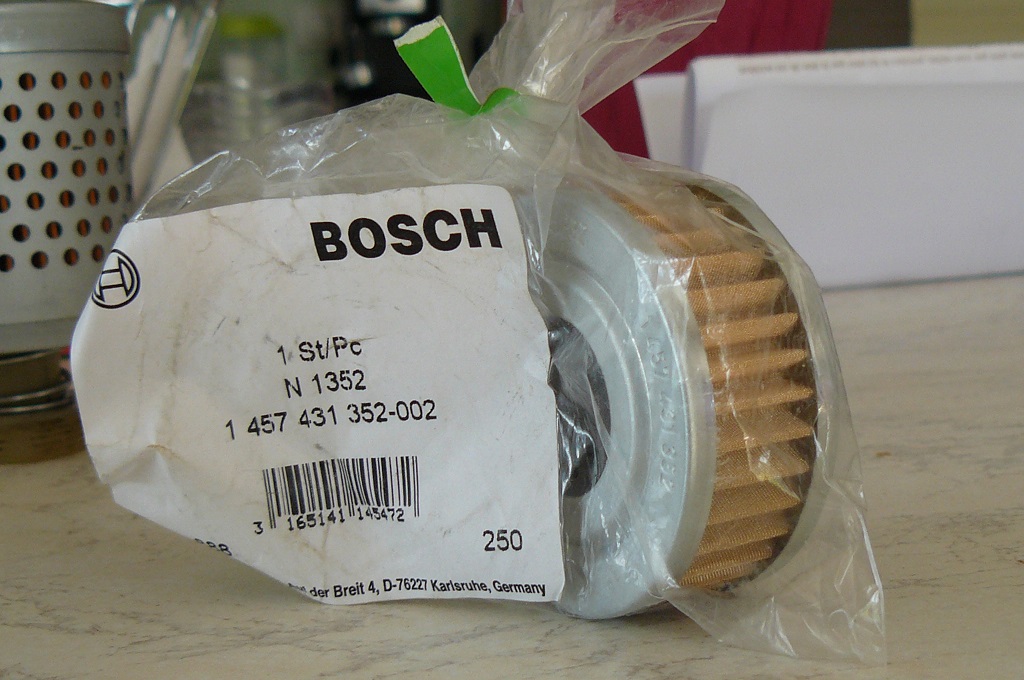 BOSCH
1 St/Pc
N 1352
1 457 431 352-002
3 165141 145472
250
der Breit 4, D-76227 Karlsruhe, Germany